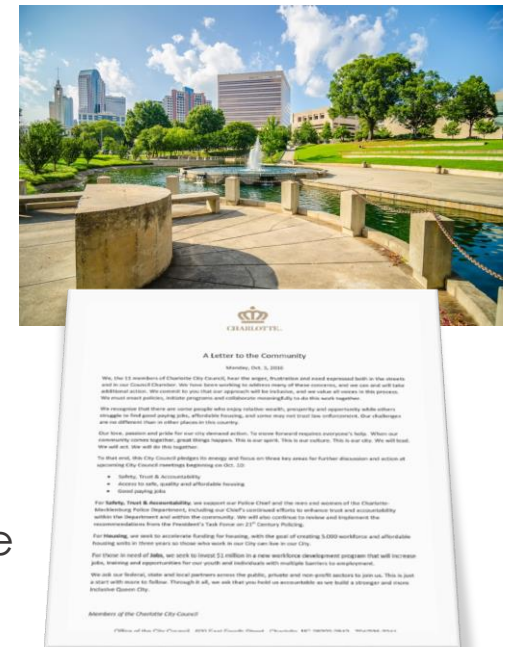 CHARLOTTE.
A Letter to the Community
Monday, Oct. 3, 2016
We, the 11 members of Charlotte City Council, hear the anger, frustration and need expressed both in the streets
and in our Council Chamber. We have been working to address many of these concerns, and we can and will take
additional action. We commit to you that our approach will be inclusive, and we value all voices in this process.
We must enact policies, initiate programs and collaborate meaningfully to do this work together.
We recognize that there are some people who enjoy relative wealth, prosperity and opportunity while others
struggle to find good paying jobs, affordable housing, and some may not trust law enforcement. Our challenges
are no different than in other places in this country.
Our love, passion and pride for our city demand action. To move forward requires everyone's help. When our
community comes together, great things happen. This is our spirit. This is our culture. This is our city. We will lead.
We will act. We will do this together.
To that end, this City Council pledges its energy and focus on three key areas for further discussion and action at
upcoming City Council meetings beginning on Oct. 10:
• Safety, Trust & Accountability
• Access to safe, quality and affordable housing
• Good paying jobs
For Safety, Trust & Accountability, we support our Police Chief and the men and women of the Charlotte-
Mecklenburg Police Department, including our Chief's continued efforts to enhance trust and accountability
within the Department and within the community. We will also continue to review and implement the
recommendations from the President's Task Force on 21st Century Policing.
For Housing, we seek to accelerate funding for housing, with the goal of creating 5,000 workforce and affordable
housing units in three years so those who work in our City can live in our City.
For those in need of Jobs, we seek to invest $1 million in a new workforce development program that will increase
jobs, training and opportunities for our youth and individuals with multiple barriers to employment.
We ask our federal, state and local partners across the public, private and non-profit sectors to join us. This is just
a start with more to follow. Through it all, we ask that you hold us accountable as we build a stronger and more
inclusive Queen City.
Members of the Charlotte City Council
Office of the City Council
e